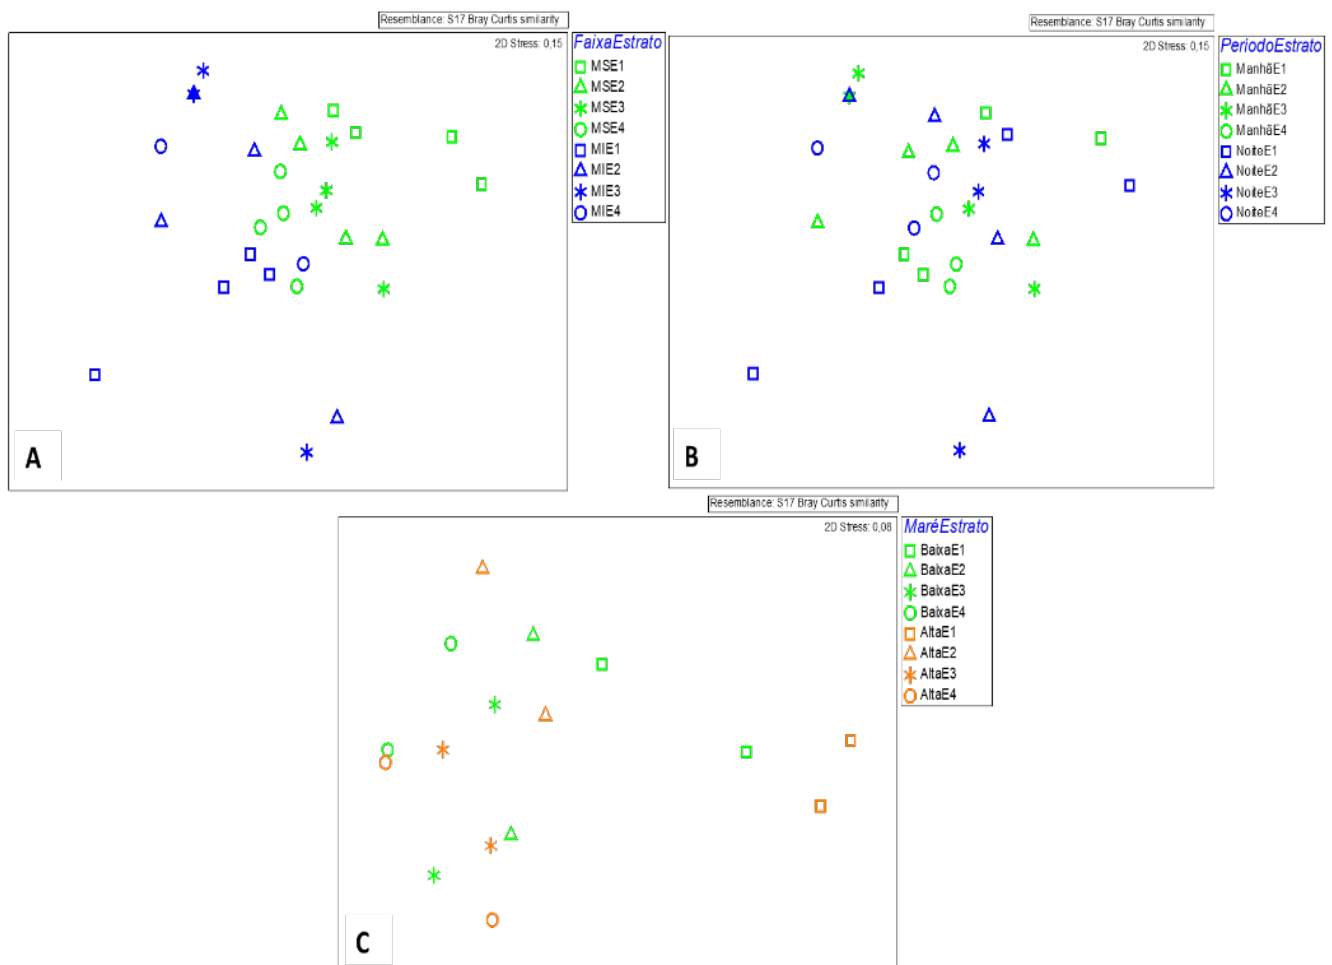 Resemblance: S17 Bray Curtis similarity
2D Stress: 0,15
FaixaEstrato
MSE1
MSE2
MSE3
MSE4
MIE1
MIE2
MIE3
MIE4
A
Resemblance: S17 Bray Curtis similarity
2D Stress: 0,15
PeriodoEstrato
ManhãE1
ManhãE2
ManhãE3
ManhãE4
NoiteE1
NoiteE2
NoiteE3
NoiteE4
B
Resemblance: S17 Bray Curtis similarity
2D Stress: 0,08
MaréEstrato
BaixaE1
BaixaE2
BaixaE3
BaixaE4
AltaE1
AltaE2
AltaE3
AltaE4
C